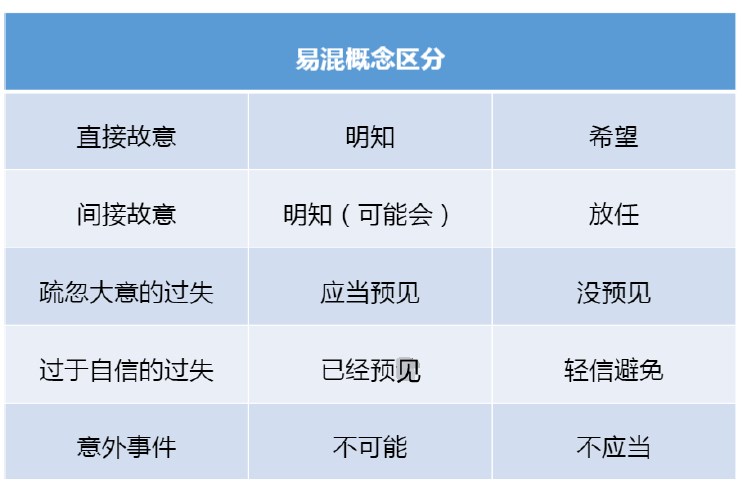 易混概念区分
直接故意 明知 希望
间接故意 明知（可能会） 放任
疏忽大意的过失 应当预见 没预见
过于自信的过失 已经预见 轻信避免
意外事件 不可能 不应当